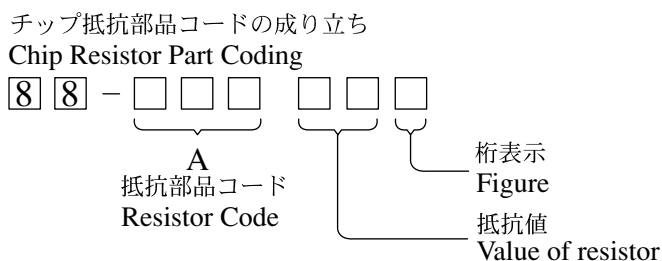 チップ抵抗部品コードの成り立ち
Chip Resistor Part Coding
8 8 − □ □ □ □ □ □
A
抵抗部品コード
Resistor Code
桁表示
Figure
抵抗値
Value of resistor